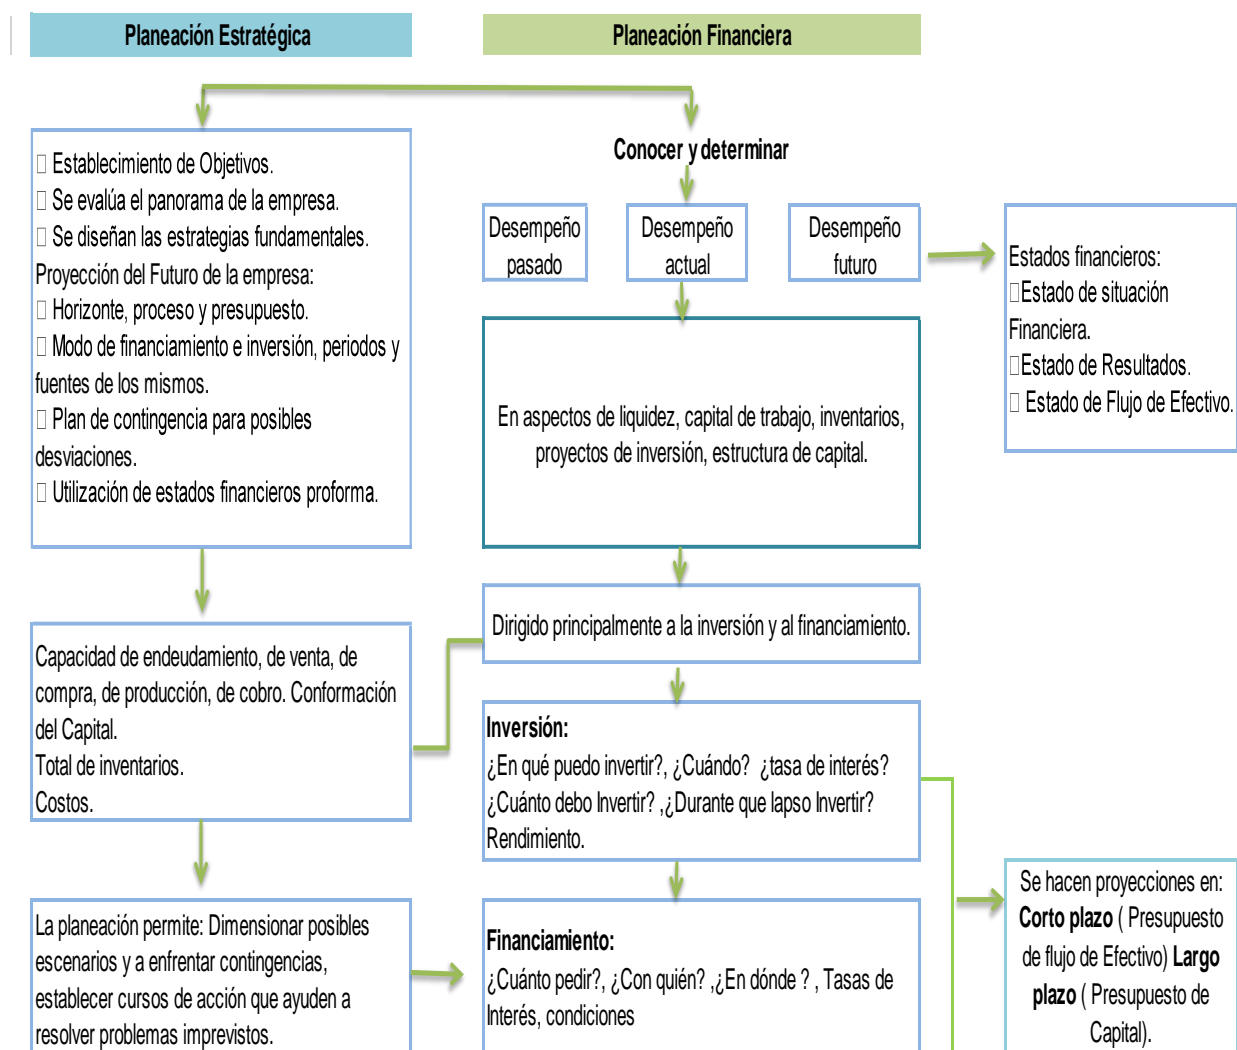 Planeación Estratégica
Planeación Financiera
▯ Establecimiento de Objetivos.
▯ Se evalúa el panorama de la empresa.
▯ Se diseñan las estrategias fundamentales.
Proyección del Futuro de la empresa:
▯ Horizonte, proceso y presupuesto.
▯ Modo de financiamiento e inversión, periodos y
fuentes de los mismos.
▯ Plan de contingencia para posibles
desviaciones.
▯ Utilización de estados financieros proforma.
Conocer y determinar
Desempeño
pasado
Desempeño
actual
Desempeño
futuro
Estados financieros:
▯Estado de situación
Financiera.
▯Estado de Resultados.
▯ Estado de Flujo de Efectivo.
En aspectos de liquidez, capital de trabajo, inventarios,
proyectos de inversión, estructura de capital.
Dirigido principalmente a la inversión y al financiamiento.
Capacidad de endeudamiento, de venta, de
compra, de producción, de cobro. Conformación
del Capital.
Total de inventarios.
Costos.
Inversión:
¿En qué puedo invertir?, ¿Cuándo? ¿tasa de interés?
¿Cuánto debo Invertir? ,¿Durante que lapso Invertir?
Rendimiento.
La planeación permite: Dimensionar posibles
escenarios y a enfrentar contingencias,
establecer cursos de acción que ayuden a
resolver problemas imprevistos.
Financiamiento:
¿Cuánto pedir?, ¿Con quién? ,¿En dónde ? , Tasas de
Interés, condiciones
Se hacen proyecciones en:
Corto plazo ( Presupuesto
de flujo de Efectivo) Largo
plazo ( Presupuesto de
Capital).